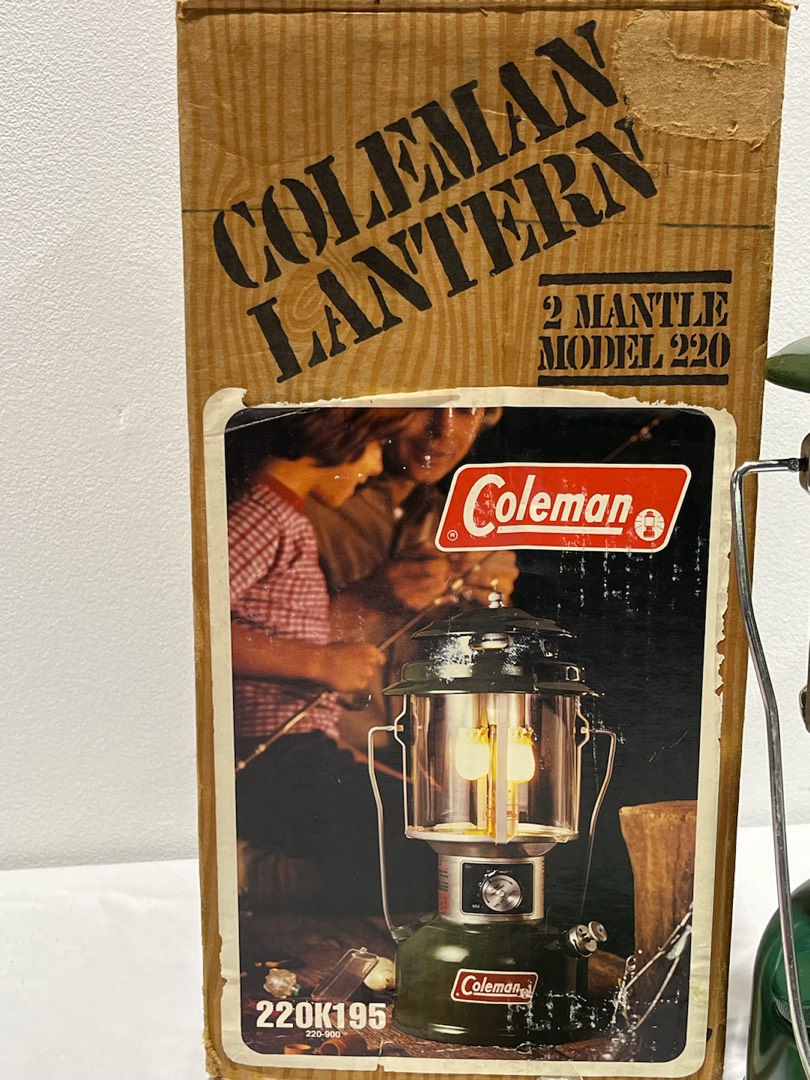 COLEMAN
LANTERN
2 MANTLE
MODEL 220
Coleman
®
Coleman
220K195
220-900